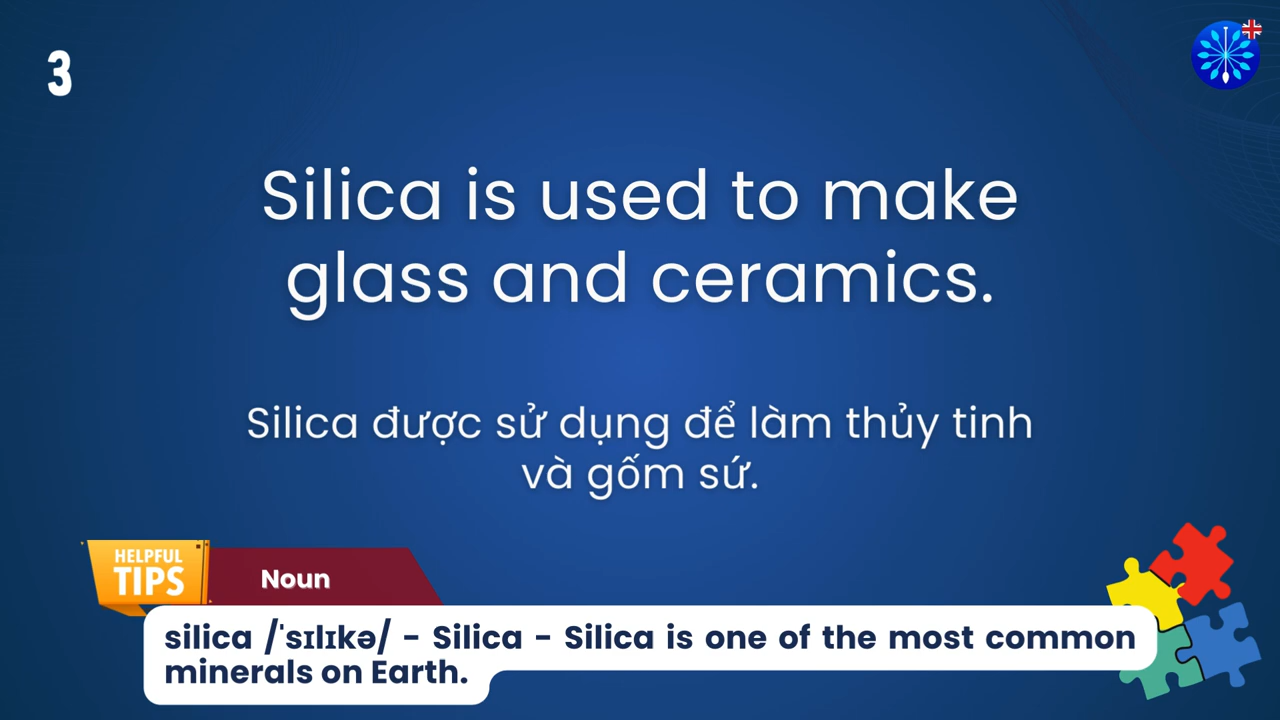 3
Silica is used to make
glass and ceramics.
Silica được sử dụng để làm thủy tinh
và gốm sứ.
HELPFUL
TIPS
Noun
silica /ˈsɪlɪkə/ - Silica - Silica is one of the most common
minerals on Earth.